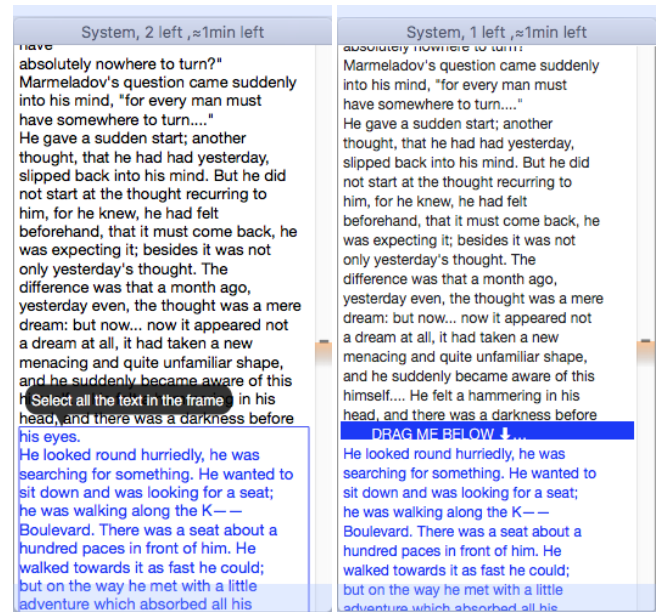 System, 2 left ,≈1min left
have
absolutely nowhere to turn?"
Marmeladov's question came suddenly
into his mind, "for every man must
have somewhere to turn...."
He gave a sudden start; another
thought, that he had had yesterday,
slipped back into his mind. But he did
not start at the thought recurring to
him, for he knew, he had felt
beforehand, that it must come back, he
was expecting it; besides it was not
only yesterday's thought. The
difference was that a month ago,
yesterday even, the thought was a mere
dream: but now... now it appeared not
a dream at all, it had taken a new
menacing and quite unfamiliar shape,
and he suddenly became aware of this
Select all the text in the frame
in his
head, and there was a darkness before
his eyes.
He looked round hurriedly, he was
searching for something. He wanted to
sit down and was looking for a seat;
he was walking along the K——
Boulevard. There was a seat about a
hundred paces in front of him. He
walked towards it as fast he could;
but on the way he met with a little
adventure which absorbed all his
System, 1 left ,≈1min left
absolutely nowhere to turn?"
Marmeladov's question came suddenly
into his mind, "for every man must
have somewhere to turn...."
He gave a sudden start; another
thought, that he had had yesterday,
slipped back into his mind. But he did
not start at the thought recurring to
him, for he knew, he had felt
beforehand, that it must come back, he
was expecting it; besides it was not
only yesterday's thought. The
difference was that a month ago,
yesterday even, the thought was a mere
dream: but now... now it appeared not
a dream at all, it had taken a new
menacing and quite unfamiliar shape,
and he suddenly became aware of this
himself.... He felt a hammering in his
head, and there was a darkness before
DRAG ME BELOW ⬇...
He looked round hurriedly, he was
searching for something. He wanted to
sit down and was looking for a seat;
he was walking along the K——
Boulevard. There was a seat about a
hundred paces in front of him. He
walked towards it as fast he could;
but on the way he met with a little
adventure which absorbed all his